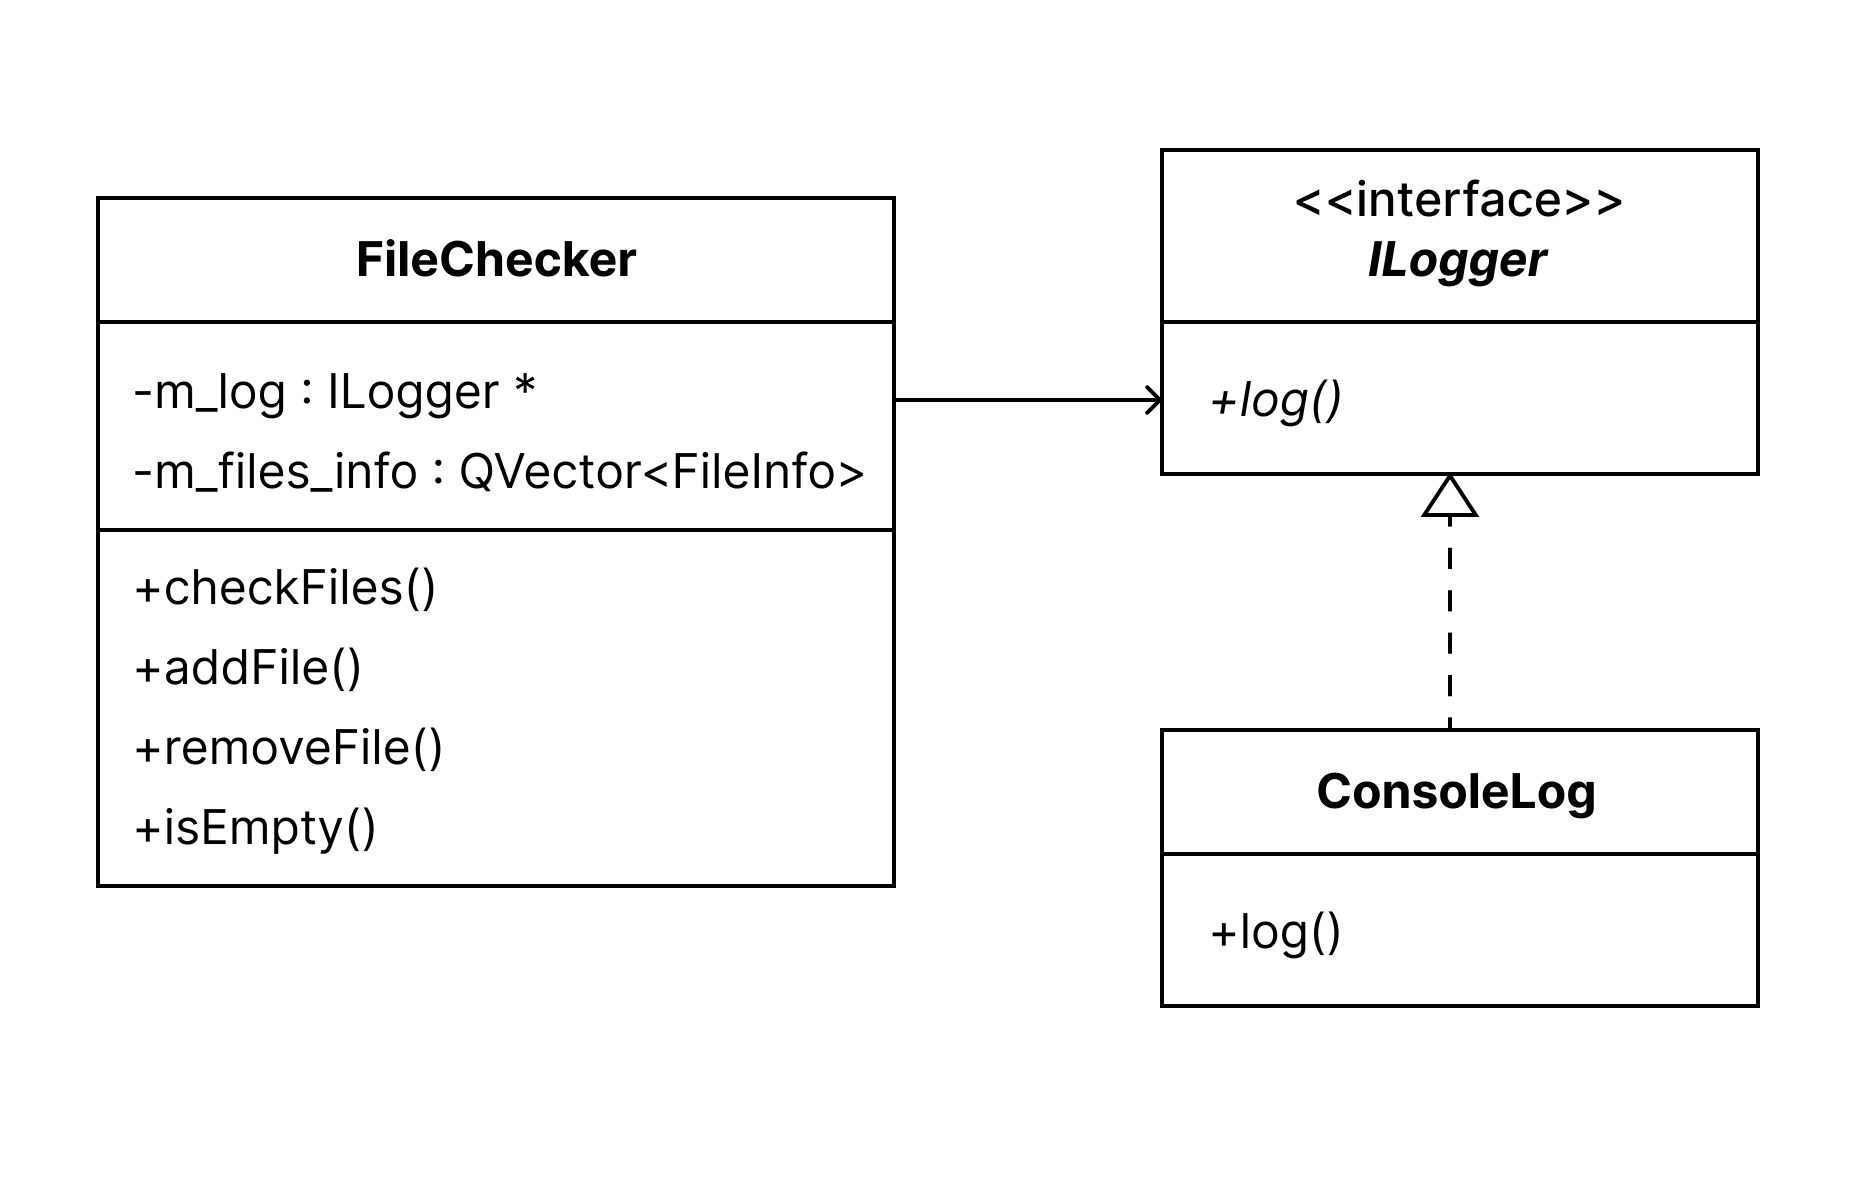 FileChecker
-m_log : ILogger *
-m_files_info : QVector<FileInfo>
+checkFiles()
+addFile()
+removeFile()
+isEmpty()
<<interface>>
ILogger
+log()
ConsoleLog
+log()